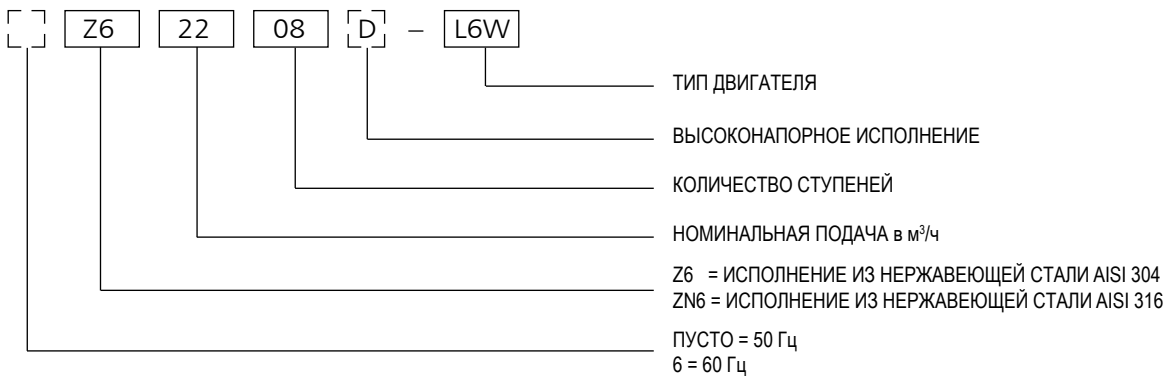 Z6 22 08 D – L6W
ТИП ДВИГАТЕЛЯ
ВЫСОКОНАПОРНОЕ ИСПОЛНЕНИЕ
КОЛИЧЕСТВО СТУПЕНЕЙ
НОМИНАЛЬНАЯ ПОДАЧА в м³/ч
Z6 = ИСПОЛНЕНИЕ ИЗ НЕРЖАВЕЮЩЕЙ СТАЛИ AISI 304
ZN6 = ИСПОЛНЕНИЕ ИЗ НЕРЖАВЕЮЩЕЙ СТАЛИ AISI 316
ПУСТО = 50 Гц
6 = 60 Гц